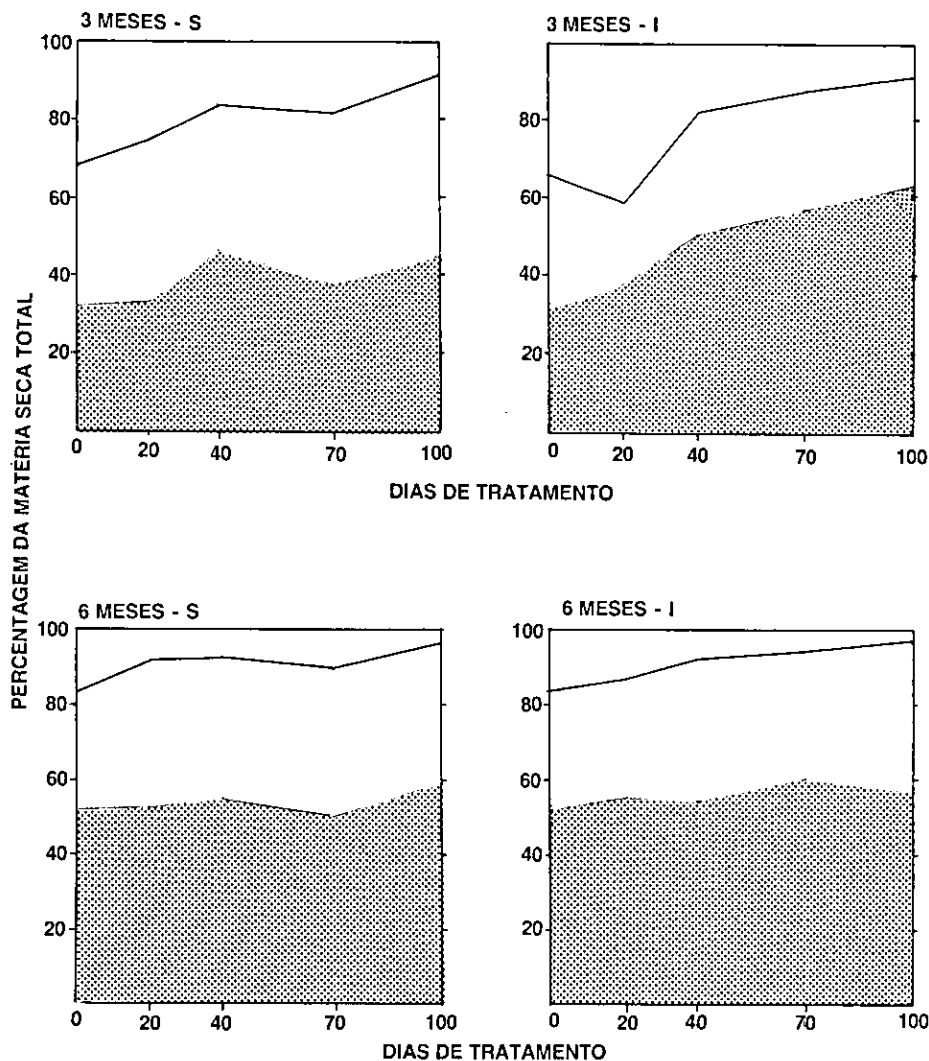 PERCENTAGEM DA MATÉRIA SECA TOTAL
3 MESES - S
100
80
60
40
20
0 20 40 70 100
3 MESES - I
80
60
40
20
0 20 40 70 100
DIAS DE TRATAMENTO
6 MESES - S
100
80
60
40
20
0 20 40 70 100
6 MESES - I
100
80
60
40
20
0 20 40 70 100
DIAS DE TRATAMENTO